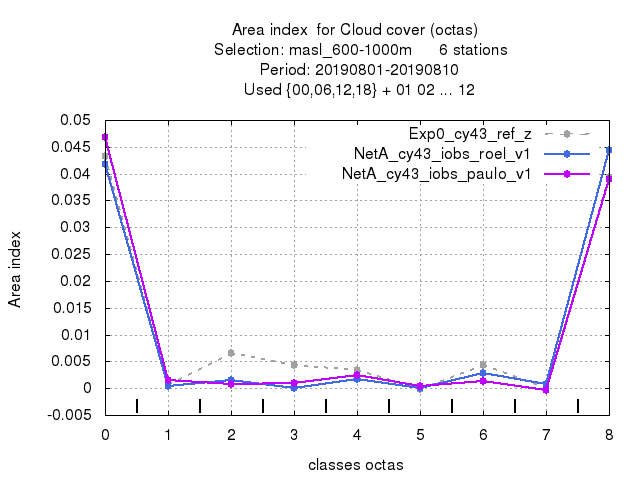 Area index  for Cloud cover (octas)
Selection: masl_600-1000m      6 stations
Period: 20190801-20190810
Used {00,06,12,18} + 01 02 ... 12
Exp0_cy43_ref_z
NetA_cy43_iobs_roel_v1
NetA_cy43_iobs_paulo_v1
0.05
0.045
0.04
0.035
0.03
0.025
0.02
0.015
0.01
0.005
0
-0.005
Area index
0 1 2 3 4 5 6 7 8
classes octas